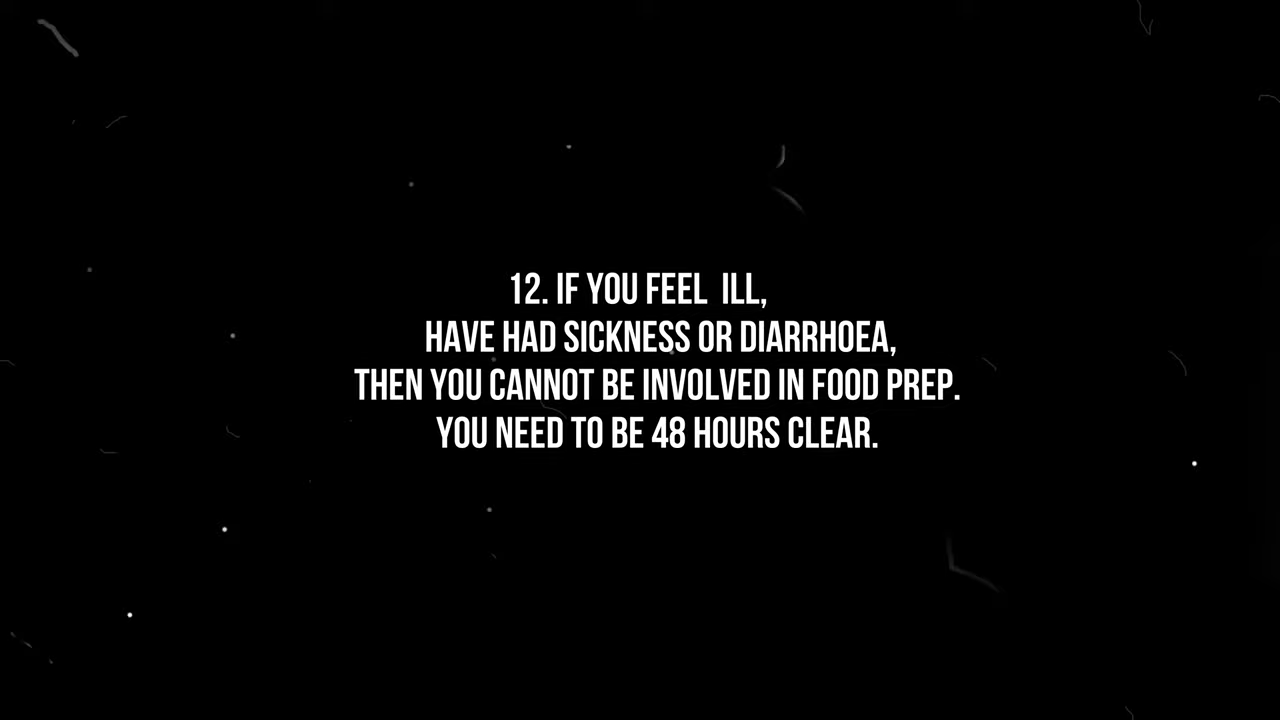 12. IF YOU FEEL  ILL,
HAVE HAD SICKNESS OR DIARRHOEA,
THEN YOU CANNOT BE INVOLVED IN FOOD PREP.
YOU NEED TO BE 48 HOURS CLEAR.